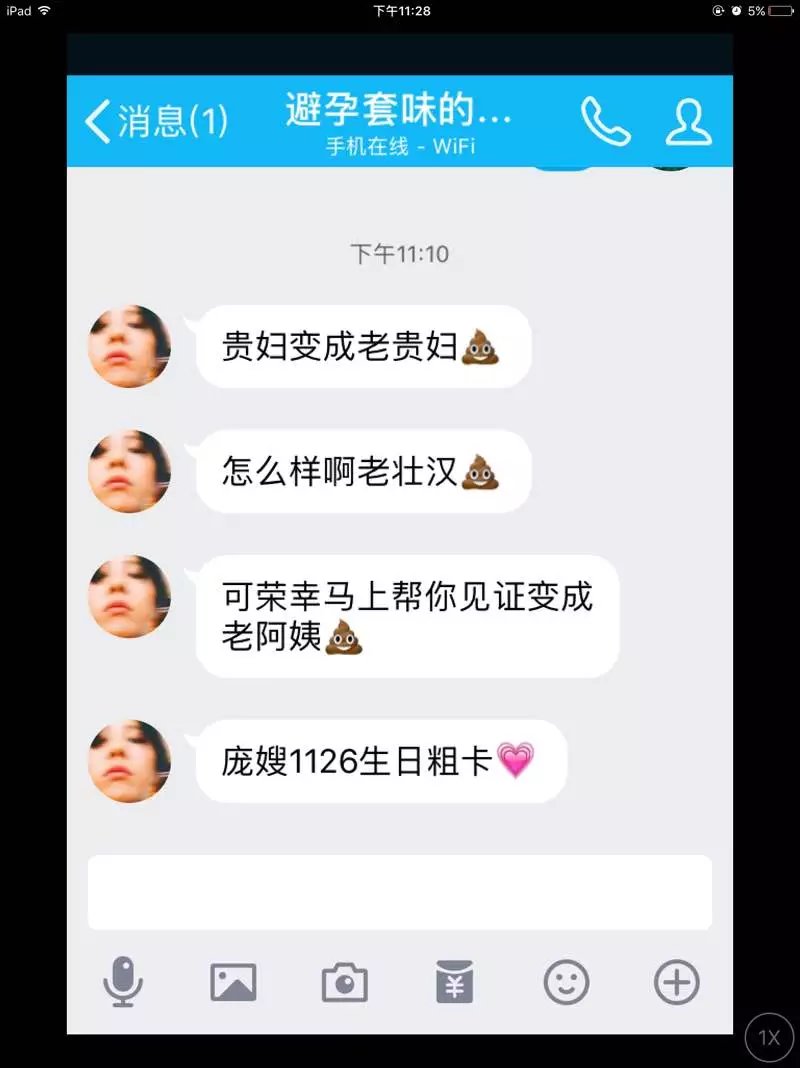 iPad 下午11:28 5%
消息(1) 避孕套味的...
手机在线 - WiFi
下午11:10
贵妇变成老贵妇💩
怎么样啊老壮汉💩
可荣幸马上帮你见证变成
老阿姨💩
庞嫂1126生日粗卡💗
¥
1X